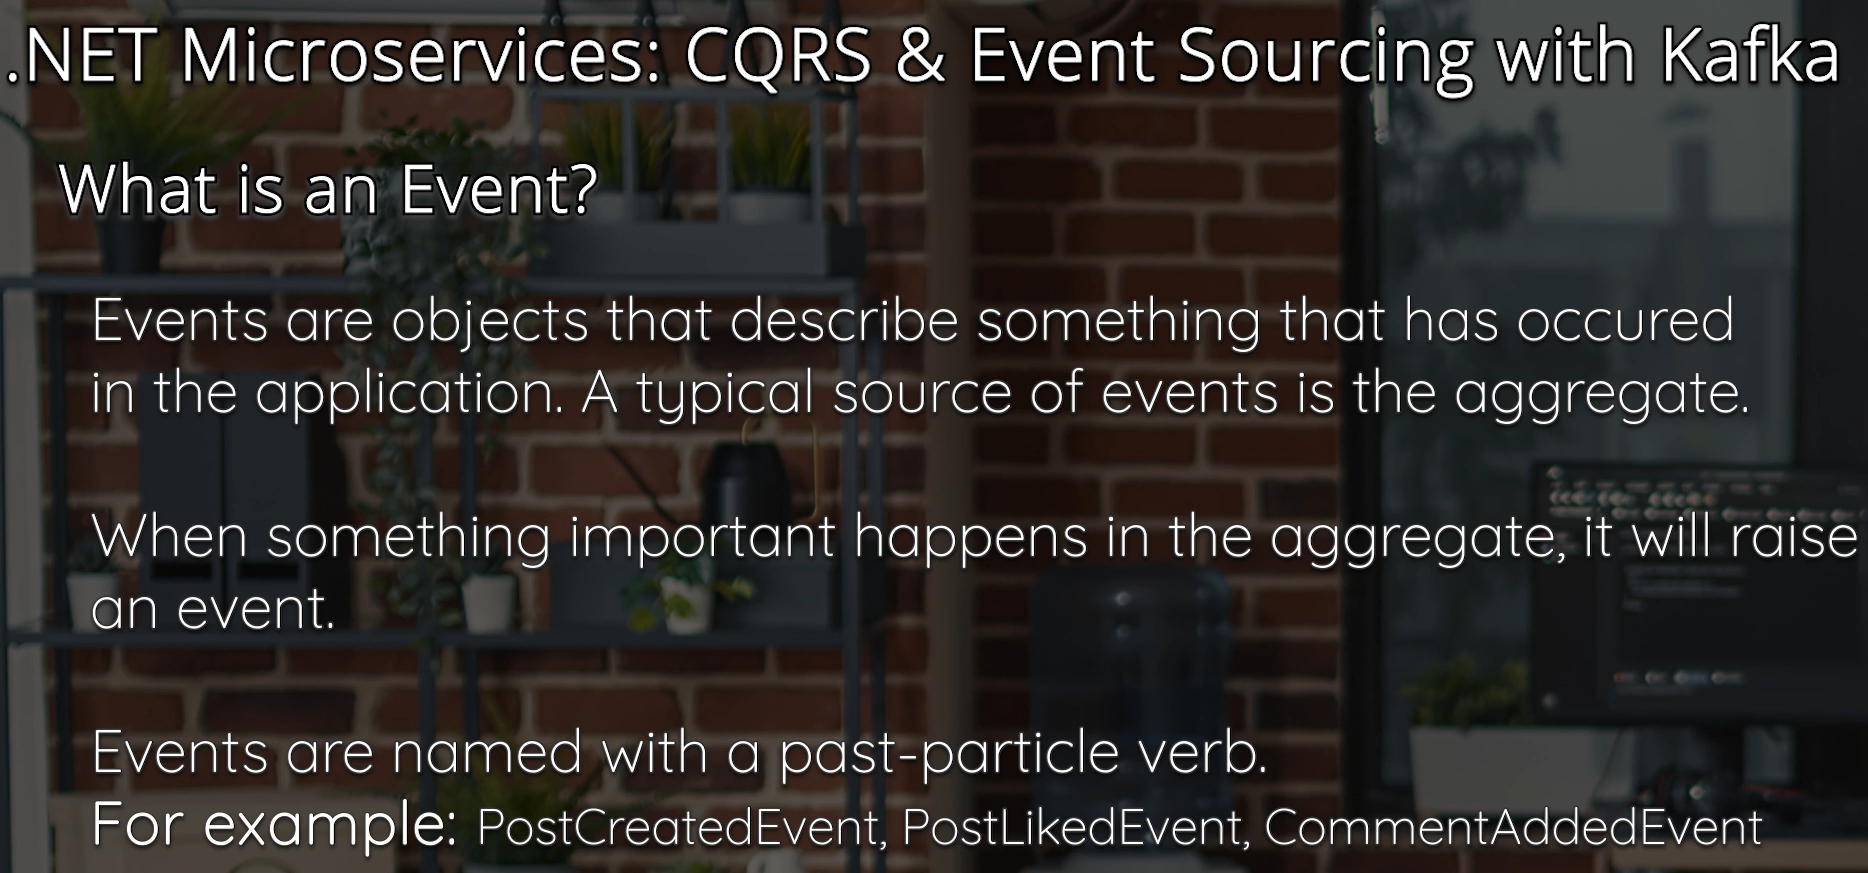 .NET Microservices: CQRS & Event Sourcing with Kafka
What is an Event?
Events are objects that describe something that has occured
in the application. A typical source of events is the aggregate.
When something important happens in the aggregate, it will raise
an event.
Events are named with a past-particle verb.
For example: PostCreatedEvent, PostLikedEvent, CommentAddedEvent